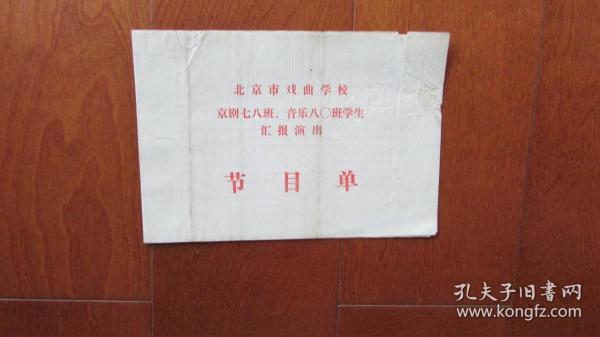 北京市戏曲学校
京剧七八班、音乐八〇班学生
汇报演出
节目单
孔夫子旧书网
www.kongfz.com